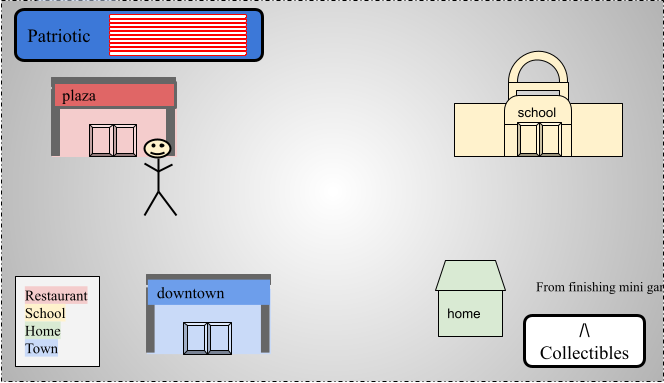 Patriotic
plaza
school
home
From finishing mini
downtown
Restaurant
School
Home
Town
/\
Collectibles